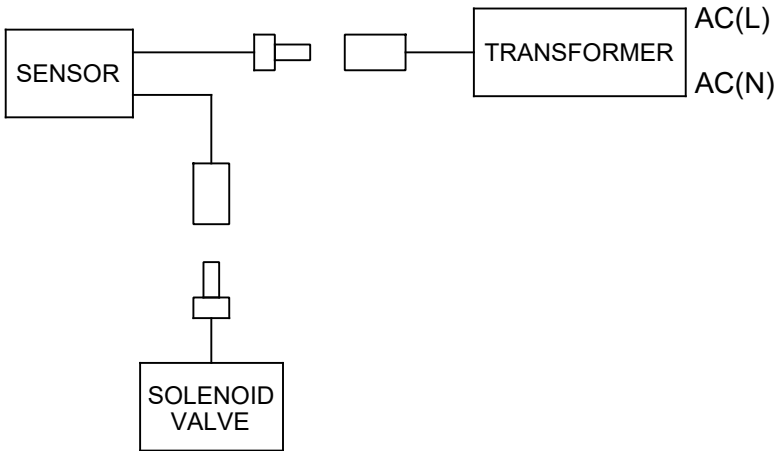 SENSOR
TRANSFORMER
AC(L)
AC(N)
SOLENOID
VALVE